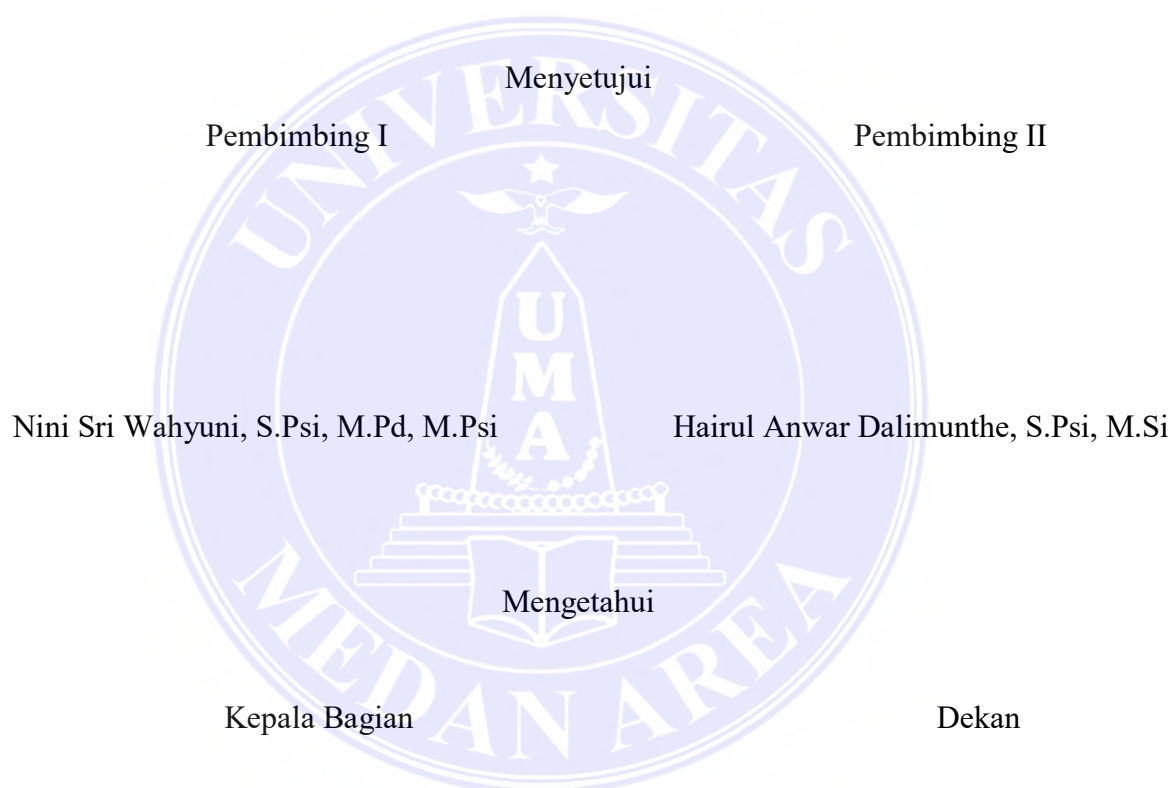 Menyetujui
Pembimbing I Pembimbing II
UNIVERSITAS
UMA
Nini Sri Wahyuni, S.Psi, M.Pd, M.Psi Hairul Anwar Dalimunthe, S.Psi, M.Si
Mengetahui
MEDAN AREA
Kepala Bagian Dekan